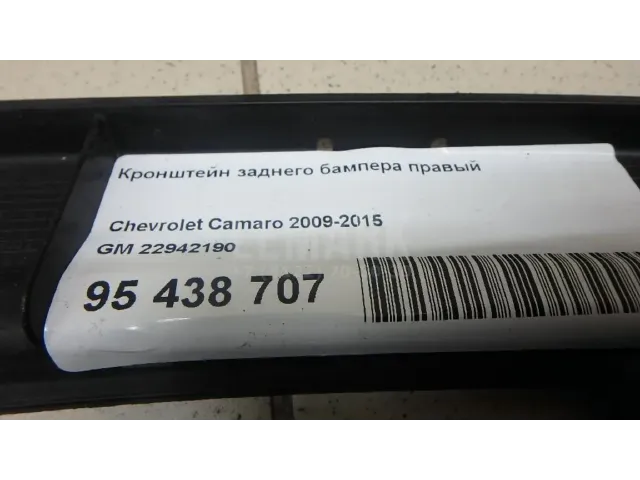 Кронштейн заднего бампера правый
Chevrolet Camaro 2009-2015
GM 22942190
95 438 707